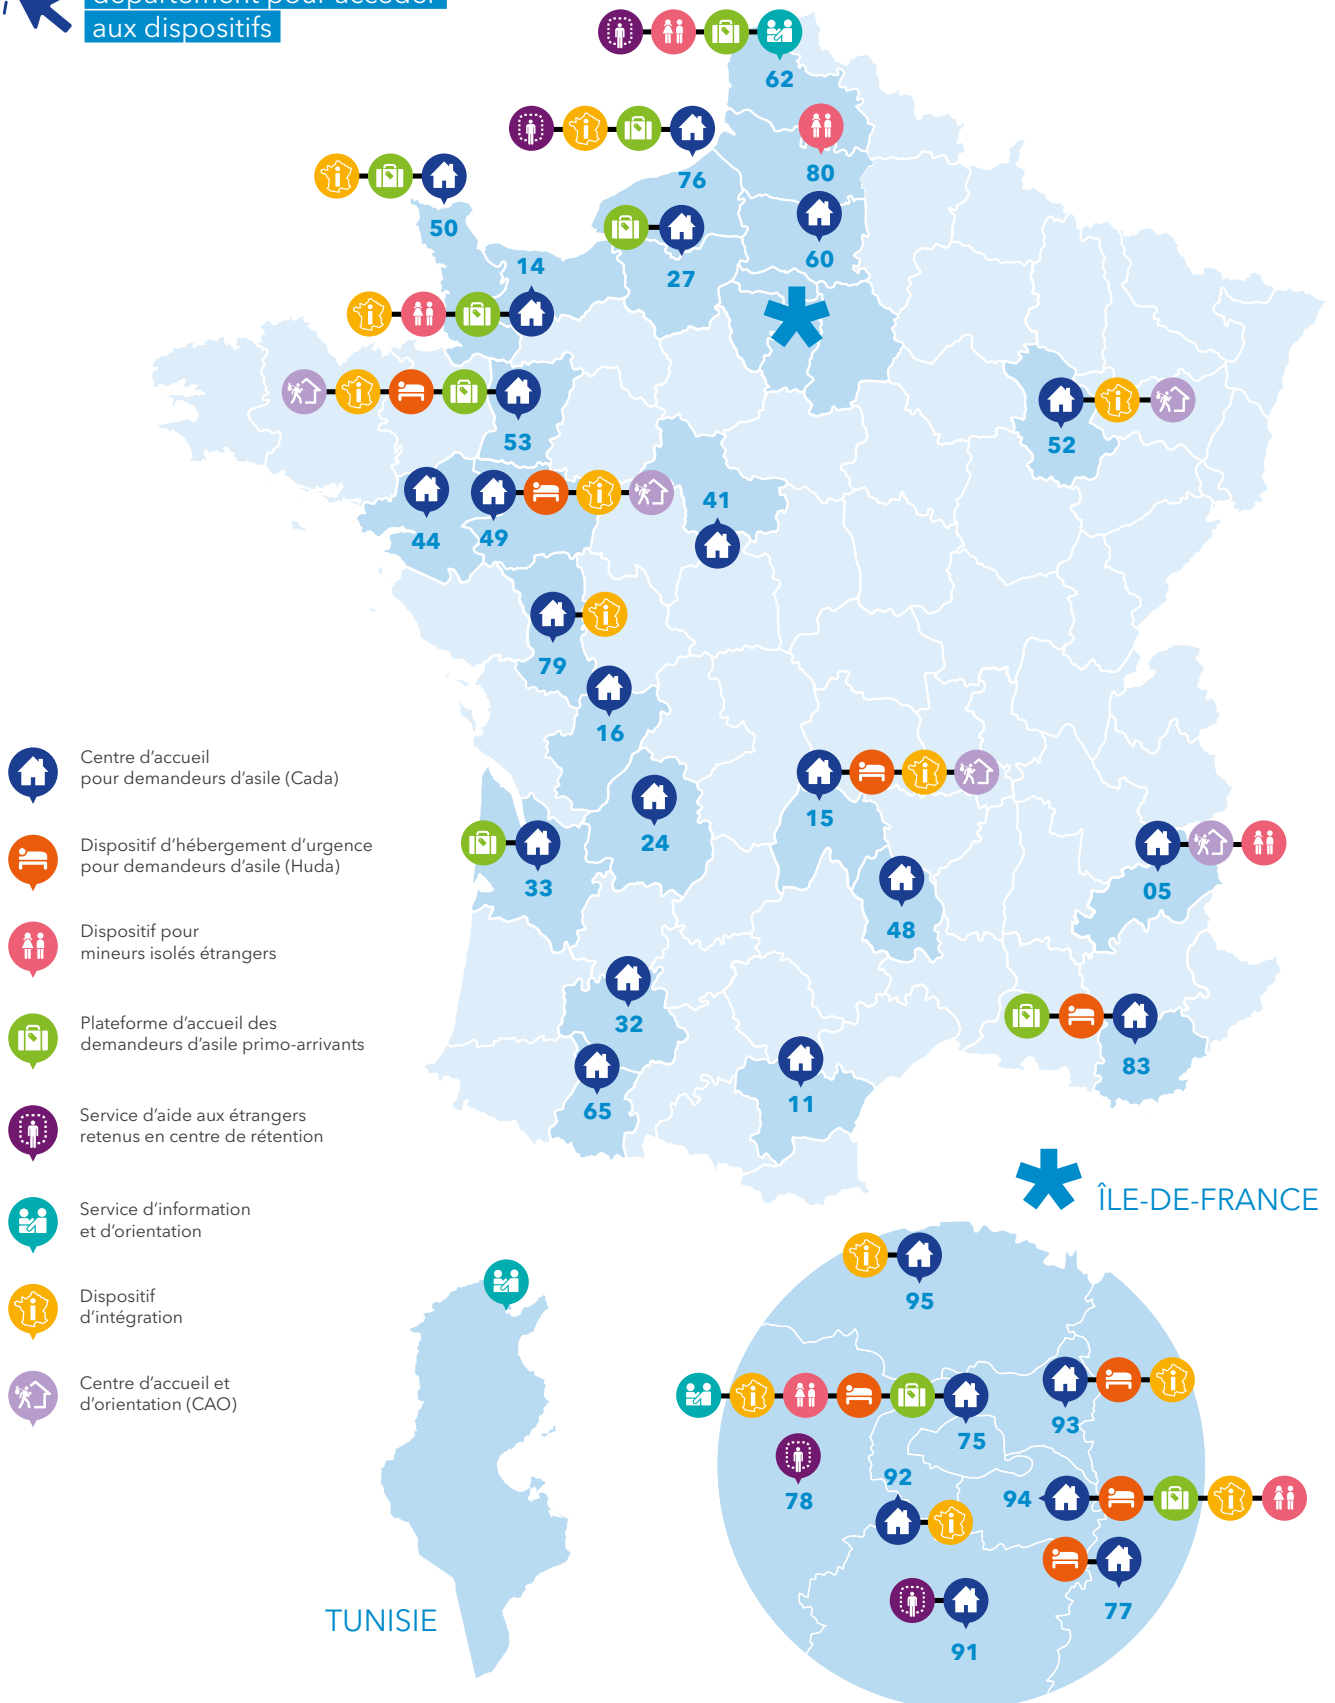 département pour accéder
aux dispositifs
62
76
80
50
14
27
60
53
52
41
44
49
79
16
Centre d’accueil
pour demandeurs d’asile (Cada)
15
Dispositif d’hébergement d’urgence
pour demandeurs d’asile (Huda)
24
33
05
48
Dispositif pour
mineurs isolés étrangers
Plateforme d’accueil des
demandeurs d’asile primo-arrivants
32
83
65
11
Service d’aide aux étrangers
retenus en centre de rétention
ÎLE-DE-FRANCE
Service d’information
et d’orientation
Dispositif
d’intégration
95
Centre d’accueil et
d’orientation (CAO)
93
75
92
78
94
TUNISIE
77
91